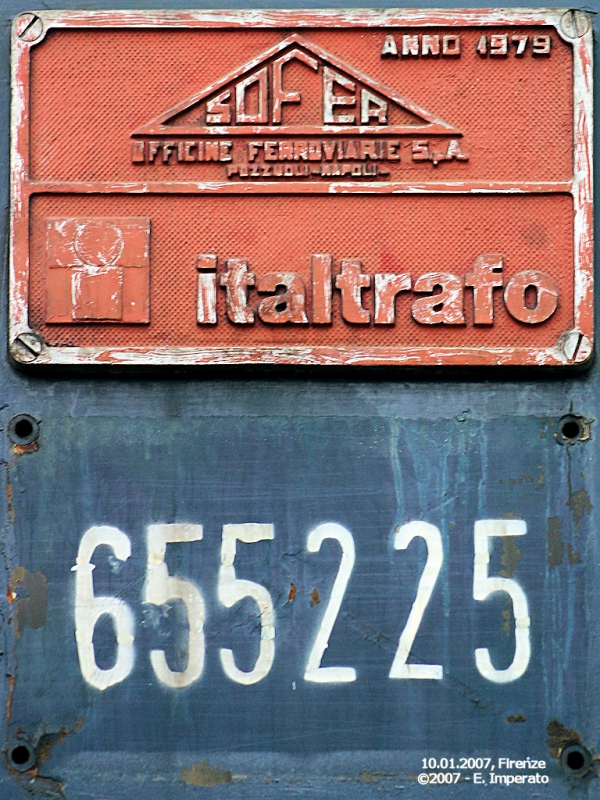 ANNO 1979
SOFER
OFFICINE FERROVIARIE S.p.A.
POZZUOLI-NAPOLI-
italtrafo
655225
10.01.2007, Firenze
©2007 - E. Imperato